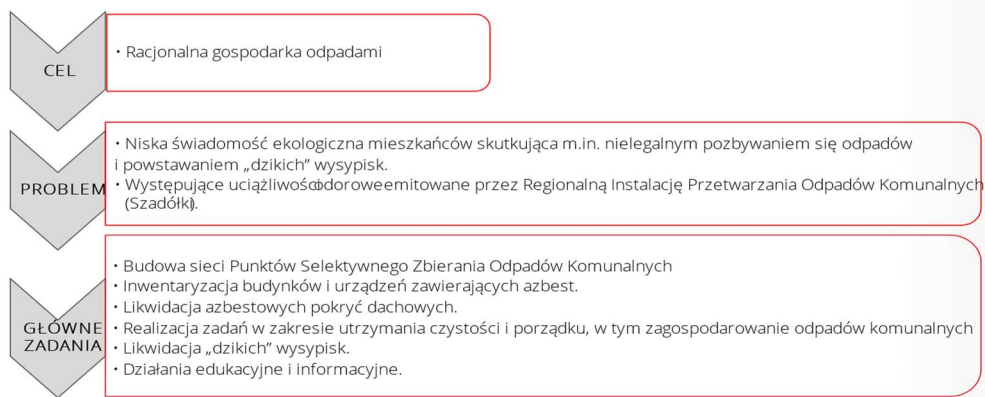 CEL
• Racjonalna gospodarka odpadami
PROBLEM
• Niska świadomość ekologiczna mieszkańców skutkująca m.in. nielegalnym pozbywaniem się odpadów
i powstawaniem „dzikich” wysypisk.
• Występujące uciążliwości odorowe emitowane przez Regionalną Instalację Przetwarzania Odpadów Komunalnych
(Szadółki).
GŁÓWNE
ZADANIA
• Budowa sieci Punktów Selektywnego Zbierania Odpadów Komunalnych
• Inwentaryzacja budynków i urządzeń zawierających azbest.
• Likwidacja azbestowych pokryć dachowych.
• Realizacja zadań w zakresie utrzymania czystości i porządku, w tym zagospodarowanie odpadów komunalnych
• Likwidacja „dzikich” wysypisk.
• Działania edukacyjne i informacyjne.